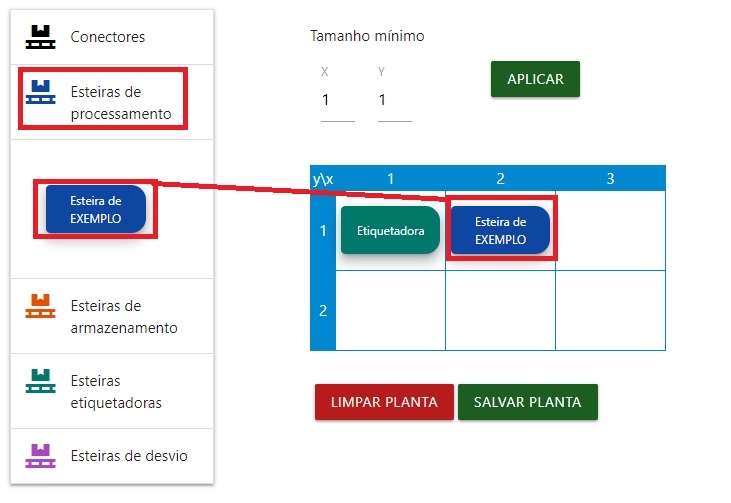 Conectores
Esteiras de
processamento
Esteira de
EXEMPLO
Esteiras de
armazenamento
Esteiras
etiquetadoras
Esteiras de desvio
Tamanho mínimo
X Y
1 1
APLICAR
y\x 1 2 3
1 Etiquetadora Esteira de
EXEMPLO
2
LIMPAR PLANTA SALVAR PLANTA